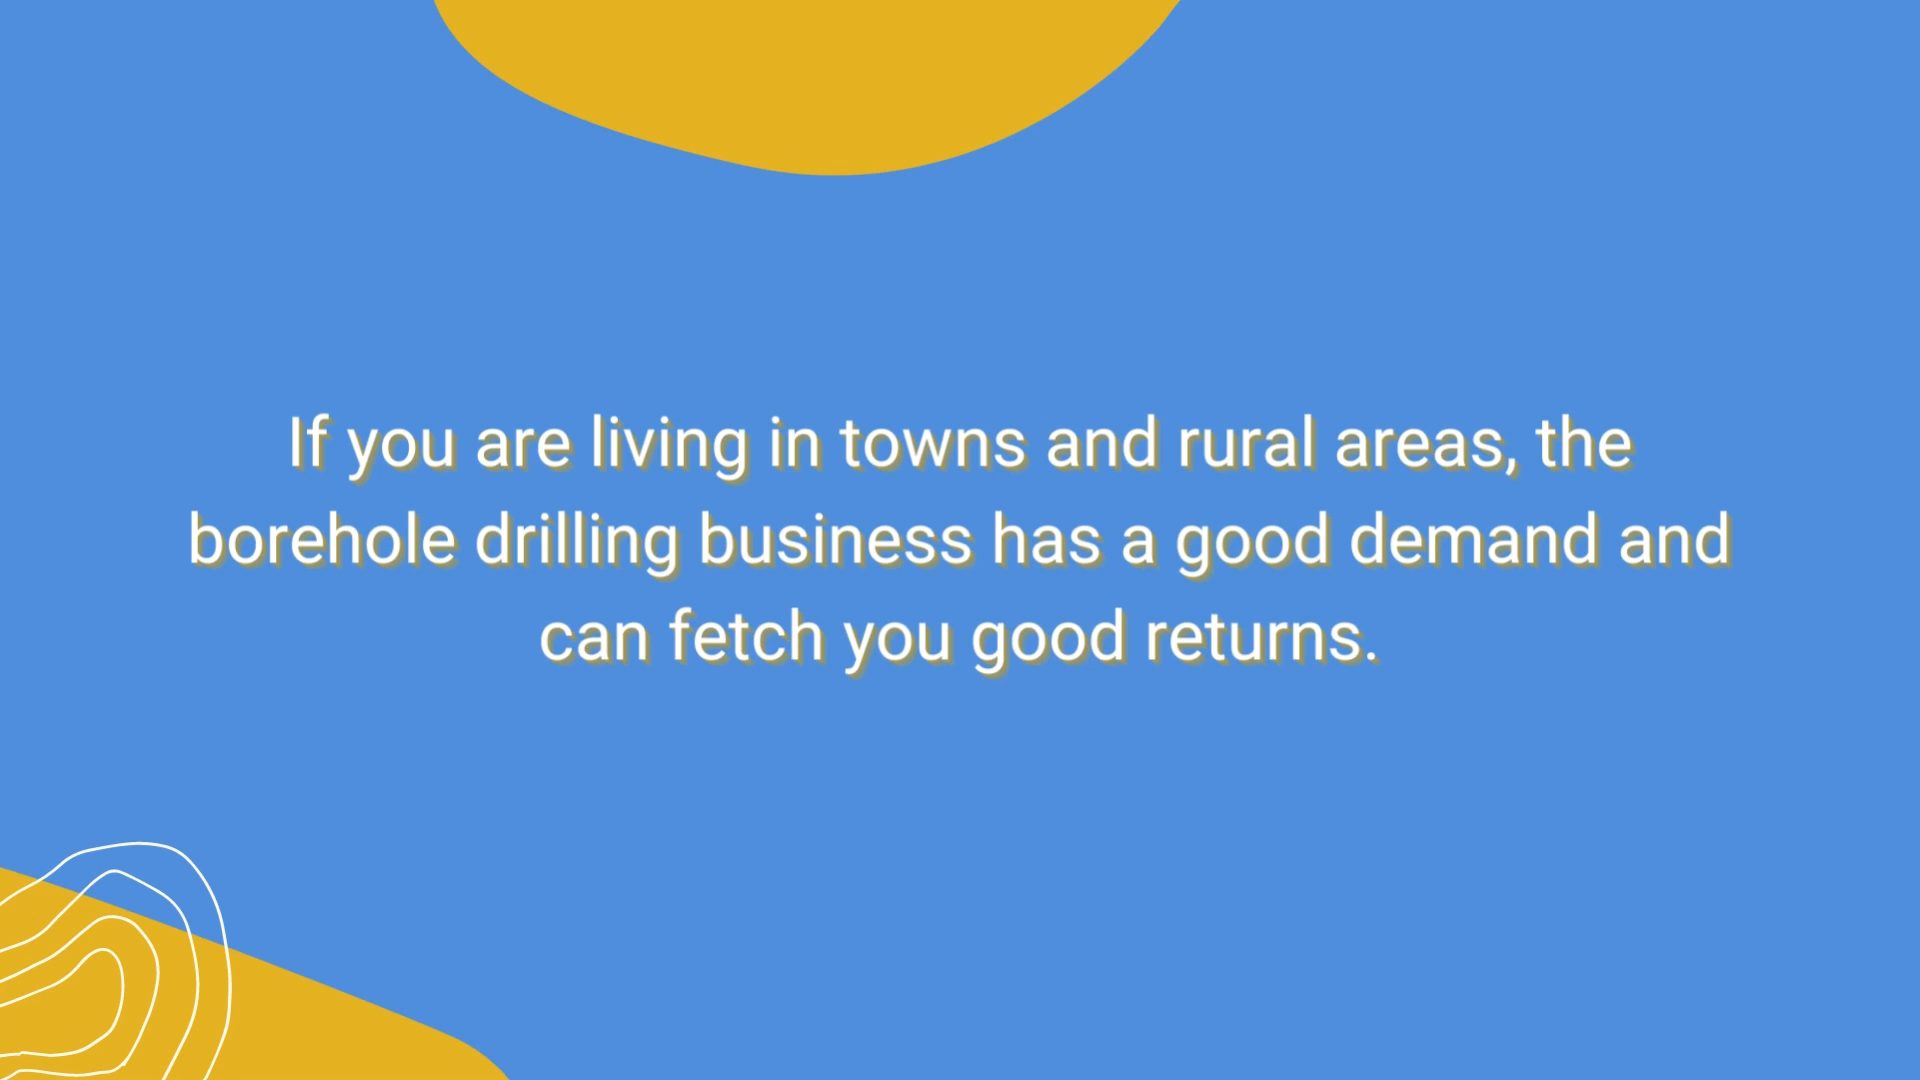 If you are living in towns and rural areas, the
borehole drilling business has a good demand and
can fetch you good returns.